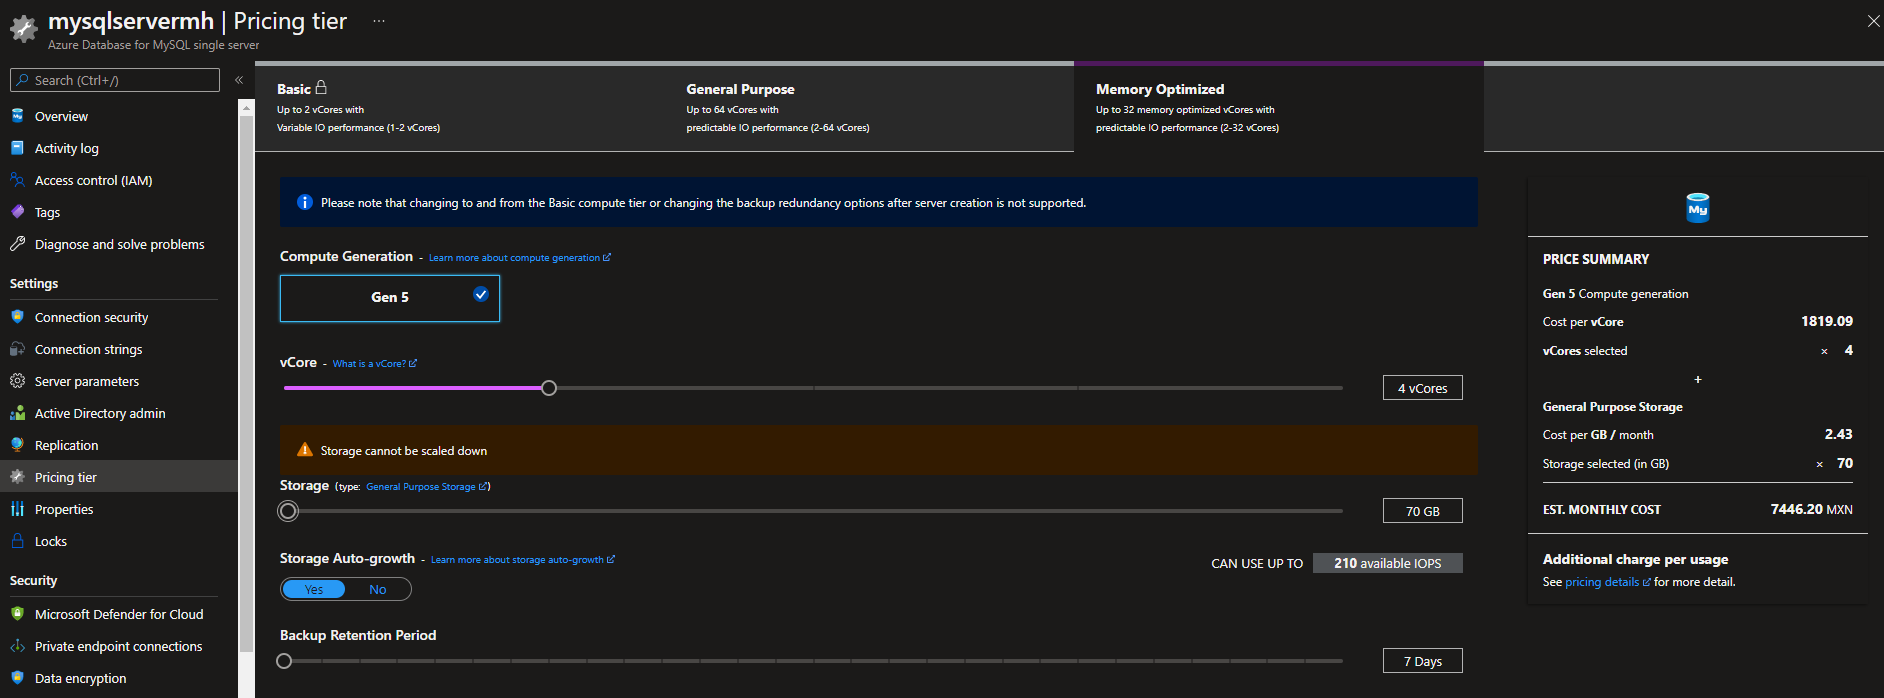 mysqlservermh | Pricing tier ...
Azure Database for MySQL single server
Search (Ctrl+/)
«
Overview
Activity log
Access control (IAM)
Tags
Diagnose and solve problems
Settings
Connection security
Connection strings
Server parameters
Active Directory admin
Replication
Pricing tier
Properties
Locks
Security
Microsoft Defender for Cloud
Private endpoint connections
Data encryption
Basic
Up to 2 vCores with
Variable IO performance (1-2 vCores)
General Purpose
Up to 64 vCores with
predictable IO performance (2-64 vCores)
Memory Optimized
Up to 32 memory optimized vCores with
predictable IO performance (2-32 vCores)
Please note that changing to and from the Basic compute tier or changing the backup redundancy options after server creation is not supported.
Compute Generation - Learn more about compute generation
Gen 5
vCore - What is a vCore?
4 vCores
Storage cannot be scaled down
Storage (type: General Purpose Storage)
70 GB
Storage Auto-growth - Learn more about storage auto-growth
CAN USE UP TO 210 available IOPS
Yes No
Backup Retention Period
7 Days
My
PRICE SUMMARY
Gen 5 Compute generation
Cost per vCore 1819.09
vCores selected × 4
+
General Purpose Storage
Cost per GB / month 2.43
Storage selected (in GB) × 70
EST. MONTHLY COST 7446.20 MXN
Additional charge per usage
See pricing details for more detail.